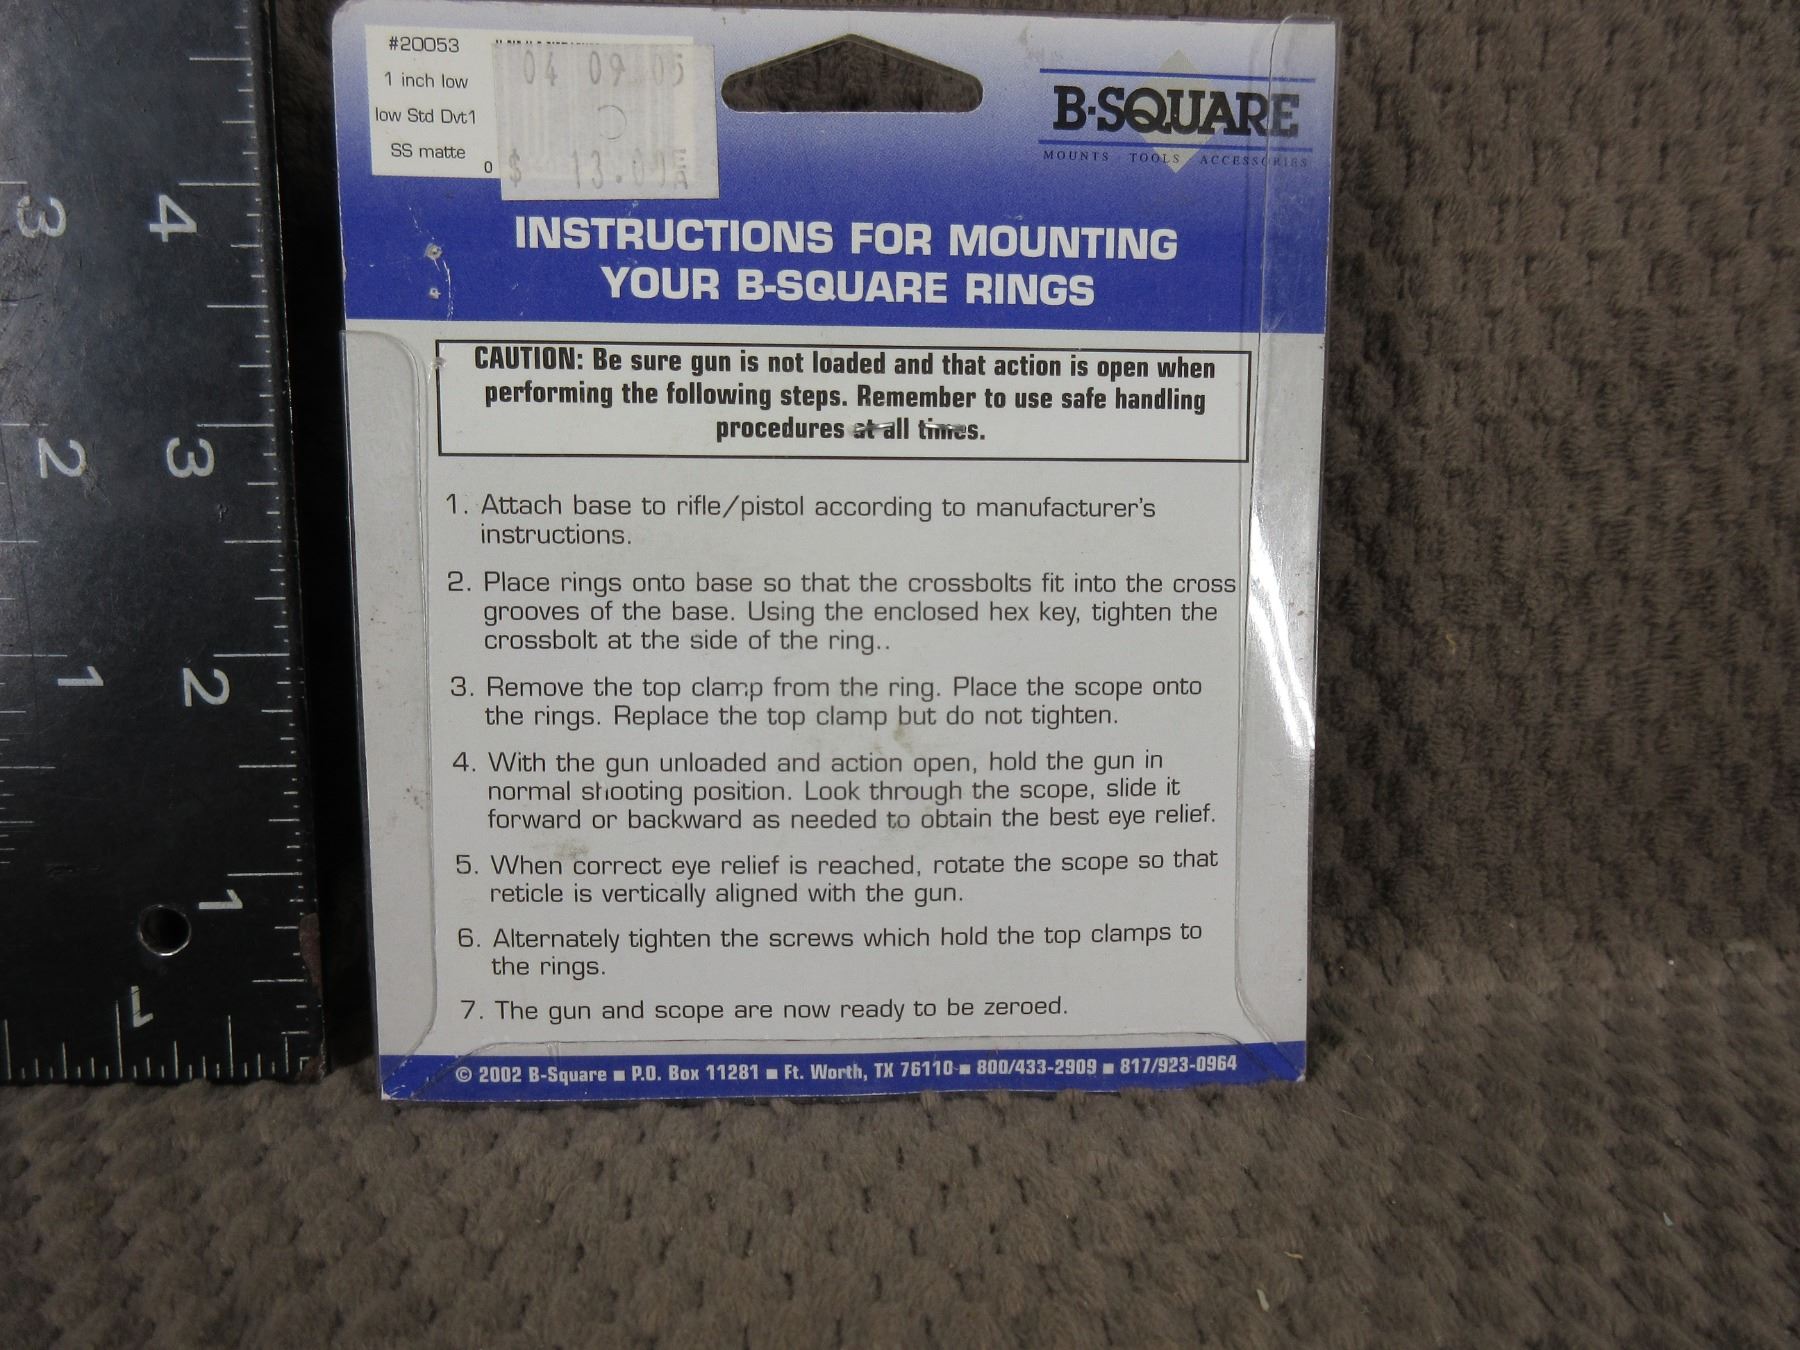 #20053
1 inch low
low Std Dvt1
SS matte
0
04 09 05
$ 13.09
EA
B-SQUARE
MOUNTS TOOLS ACCESSORIES
INSTRUCTIONS FOR MOUNTING
YOUR B-SQUARE RINGS
CAUTION: Be sure gun is not loaded and that action is open when
performing the following steps. Remember to use safe handling
procedures at all times.
1. Attach base to rifle/pistol according to manufacturer's
instructions.
2. Place rings onto base so that the crossbolts fit into the cross
grooves of the base. Using the enclosed hex key, tighten the
crossbolt at the side of the ring..
3. Remove the top clamp from the ring. Place the scope onto
the rings. Replace the top clamp but do not tighten.
4. With the gun unloaded and action open, hold the gun in
normal shooting position. Look through the scope, slide it
forward or backward as needed to obtain the best eye relief.
5. When correct eye relief is reached, rotate the scope so that
reticle is vertically aligned with the gun.
6. Alternately tighten the screws which hold the top clamps to
the rings.
7. The gun and scope are now ready to be zeroed.
© 2002 B-Square ■ P.O. Box 11281 ■ Ft. Worth, TX 76110 ■ 800/433-2909 ■ 817/923-0964
3 4
2 3
1 2
1
1